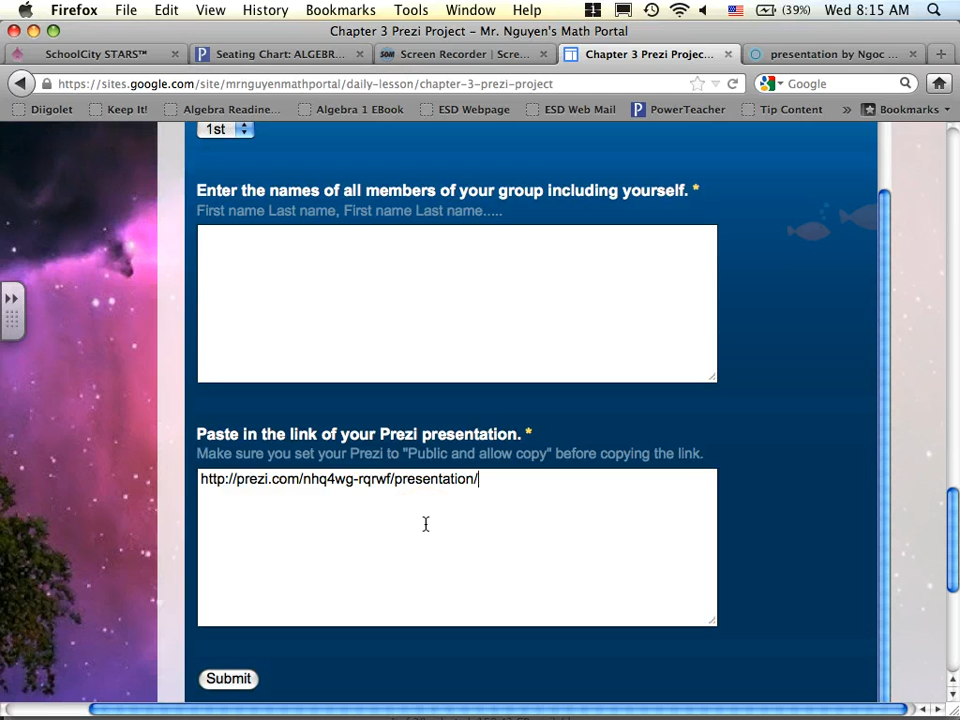 Firefox File Edit View History Bookmarks Tools Window Help (39%) Wed 8:15 AM
Chapter 3 Prezi Project – Mr. Nguyen's Math Portal
SchoolCity STARS™ × Seating Chart: ALGEBR... × Screen Recorder | Scre... × Chapter 3 Prezi Projec... × presentation by Ngoc ... × +
https://sites.google.com/site/mrnguyenmathportal/daily-lesson/chapter-3-prezi-project Google
Diigolet Keep It! Algebra Readine... Algebra 1 EBook ESD Webpage ESD Web Mail PowerTeacher Tip Content » Bookmarks
1st
Enter the names of all members of your group including yourself. *
First name Last name, First name Last name.....
Paste in the link of your Prezi presentation. *
Make sure you set your Prezi to "Public and allow copy" before copying the link.
http://prezi.com/nhq4wg-rqrwf/presentation/
Submit